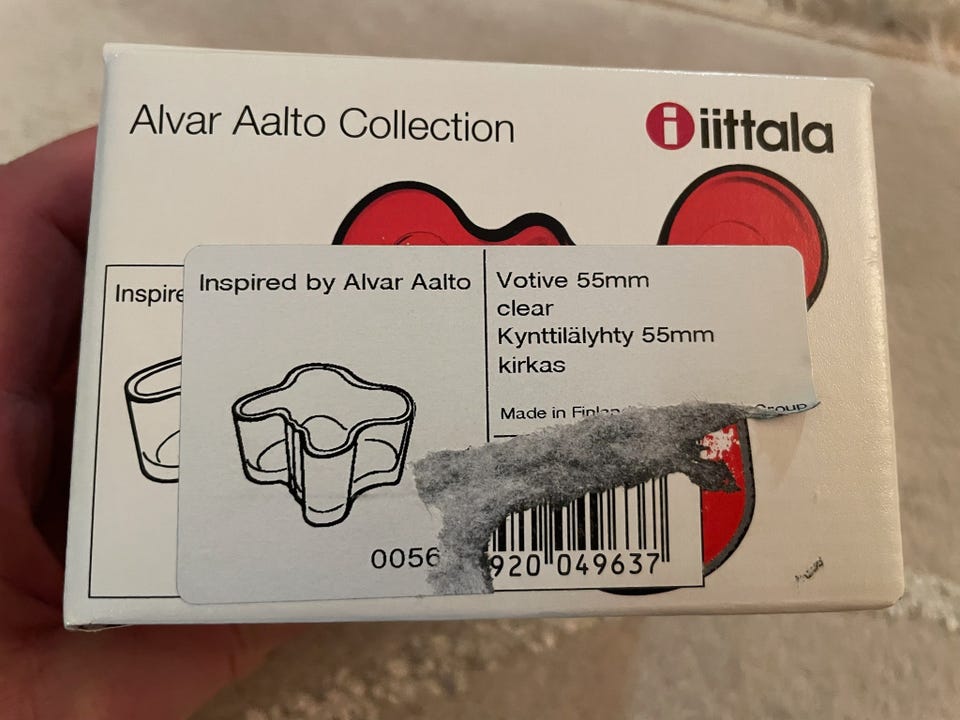 Alvar Aalto Collection
iittala
Inspire
Inspired by Alvar Aalto
Votive 55mm
clear
Kynttilälyhty 55mm
kirkas
Made in Finlan
Group
0056
920 049637